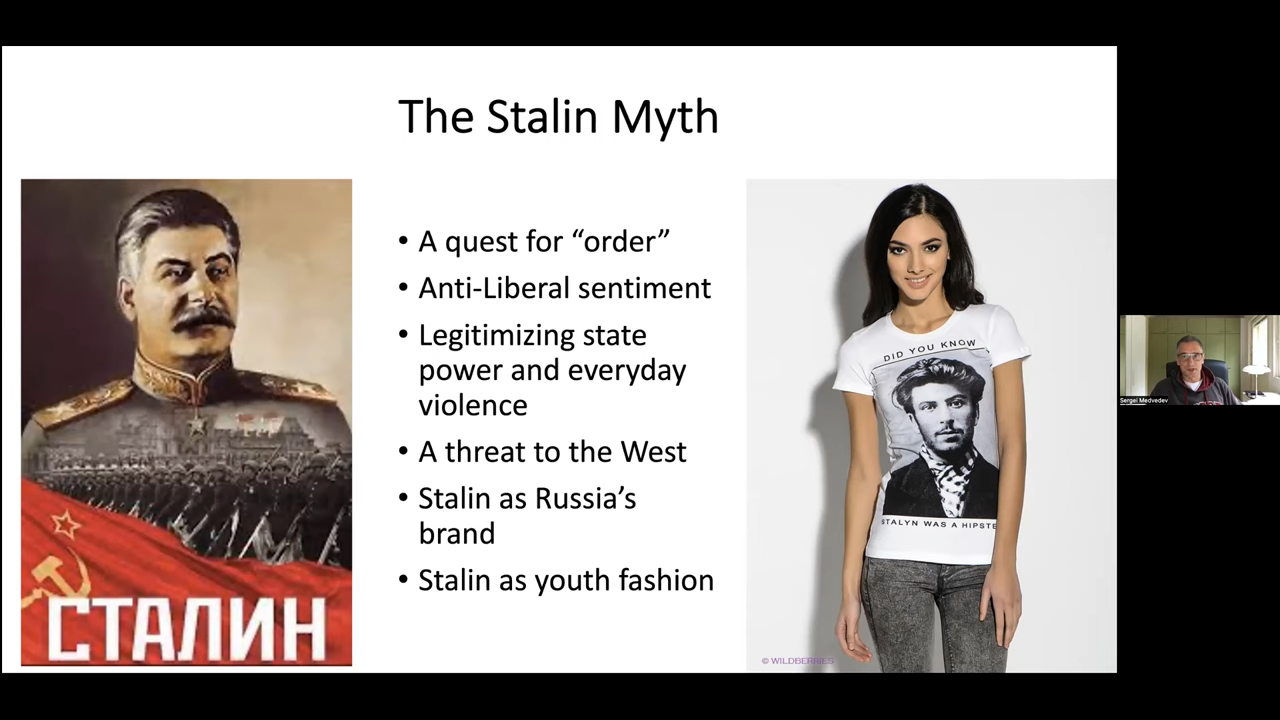 The Stalin Myth
• A quest for “order”
• Anti-Liberal sentiment
• Legitimizing state
power and everyday
violence
• A threat to the West
• Stalin as Russia’s
brand
• Stalin as youth fashion
СТАЛИН
DID YOU KNOW
STALYN WAS A HIPSTE
© WILDBERRIES
Sergei Medvedev